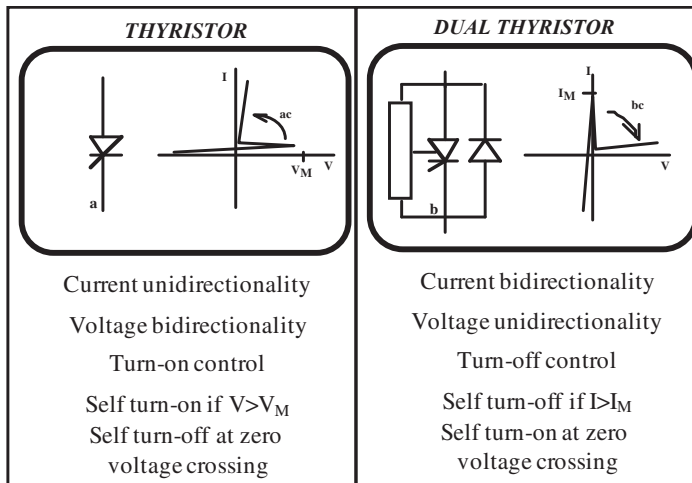 THYRISTOR
I
ac
V_M
V
a
Current unidirectionality
Voltage bidirectionality
Turn-on control
Self turn-on if V>V_M
Self turn-off at zero
voltage crossing
DUAL THYRISTOR
I
I_M
bc
V
b
Current bidirectionality
Voltage unidirectionality
Turn-off control
Self turn-off if I>I_M
Self turn-on at zero
voltage crossing